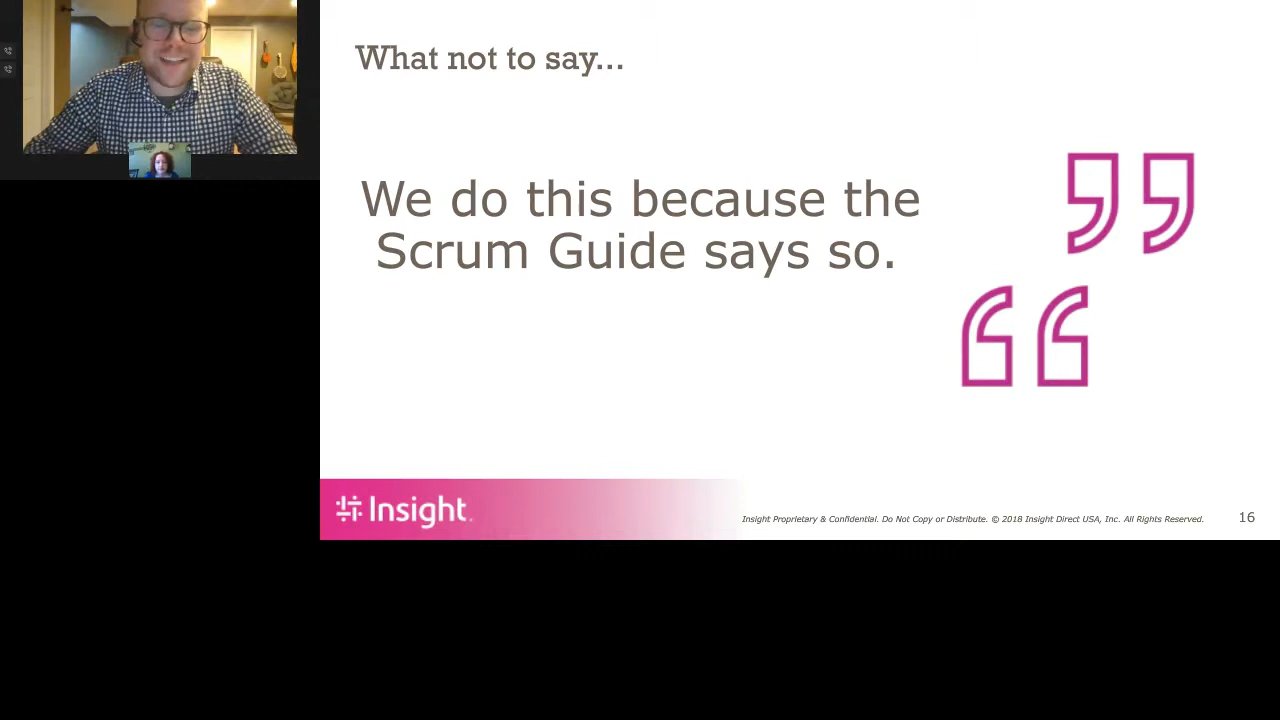 What not to say...
We do this because the
Scrum Guide says so.
Insight
Insight Proprietary & Confidential. Do Not Copy or Distribute. © 2018 Insight Direct USA, Inc. All Rights Reserved.
16